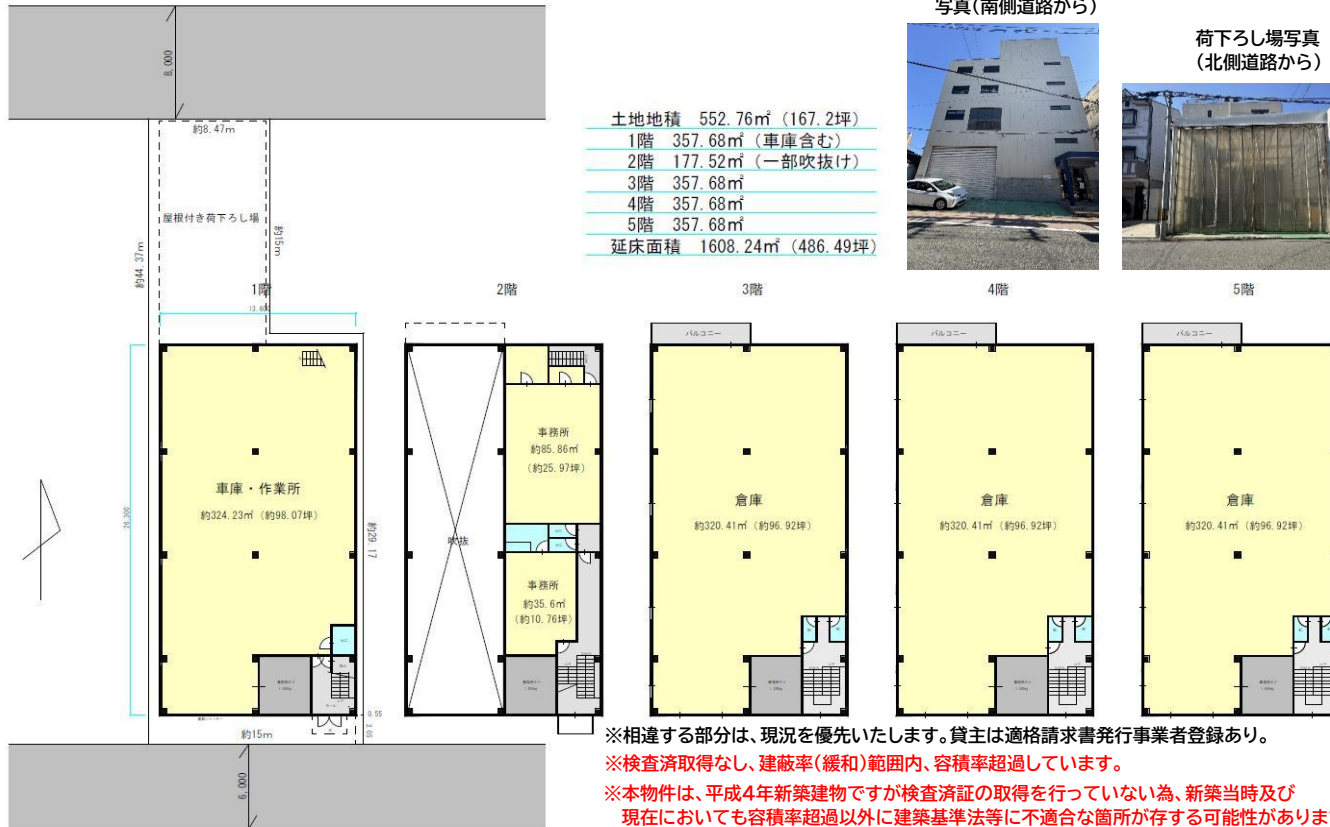 写真(南側道路から)
荷下ろし場写真
(北側道路から)
8.000
約8.47m
屋根付き荷下ろし場
約15m
約44.37m
土地地積 552.76㎡ (167.2坪)
1階 357.68㎡ (車庫含む)
2階 177.52㎡ (一部吹抜け)
3階 357.68㎡
4階 357.68㎡
5階 357.68㎡
延床面積 1608.24㎡ (486.49坪)
1階
2階
3階
4階
5階
13.600
26.300
車庫・作業所
約324.23㎡ (約98.07坪)
約29.17
0.55
2.65
約15m
6.000
吹抜
事務所
約85.86㎡
(約25.97坪)
事務所
約35.6㎡
(約10.76坪)
バルコニー
倉庫
約320.41㎡ (約96.92坪)
バルコニー
倉庫
約320.41㎡ (約96.92坪)
バルコニー
倉庫
約320.41㎡ (約96.92坪)
※相違する部分は、現況を優先いたします。貸主は適格請求書発行事業者登録あり。
※検査済取得なし、建蔽率(緩和)範囲内、容積率超過しています。
※本物件は、平成4年新築建物ですが検査済証の取得を行っていない為、新築当時及び
現在においても容積率超過以外に建築基準法等に不適合な箇所が存する可能性がありま